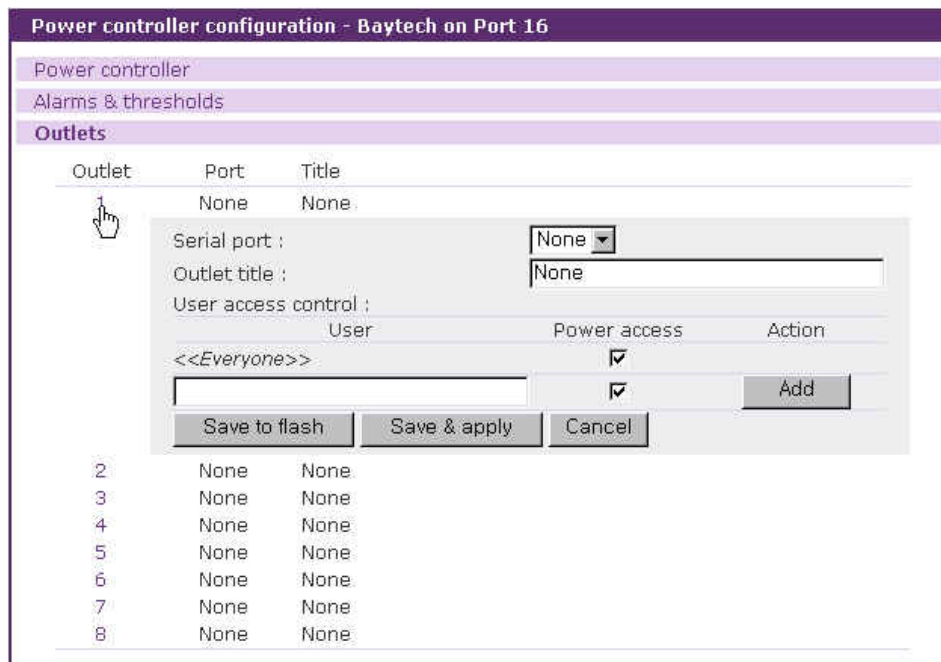 Power controller configuration - Baytech on Port 16
Power controller
Alarms & thresholds
Outlets
Outlet Port Title
1 None None
Serial port : None
Outlet title : None
User access control :
User Power access Action
<<Everyone>>
Add
Save to flash Save & apply Cancel
2 None None
3 None None
4 None None
5 None None
6 None None
7 None None
8 None None